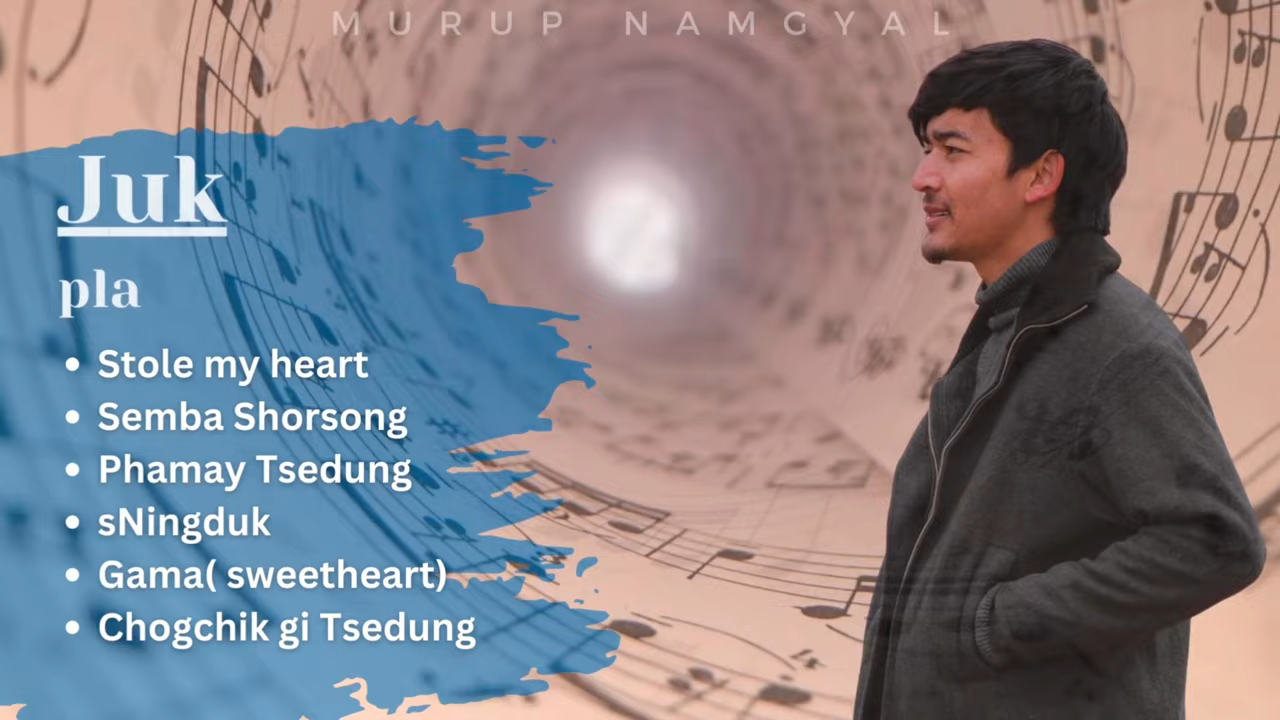 MURUP NAMGYAL
Juk
pla
• Stole my heart
• Semba Shorsong
• Phamay Tsedung
• sNingduk
• Gama( sweetheart)
• Chogchik gi Tsedung